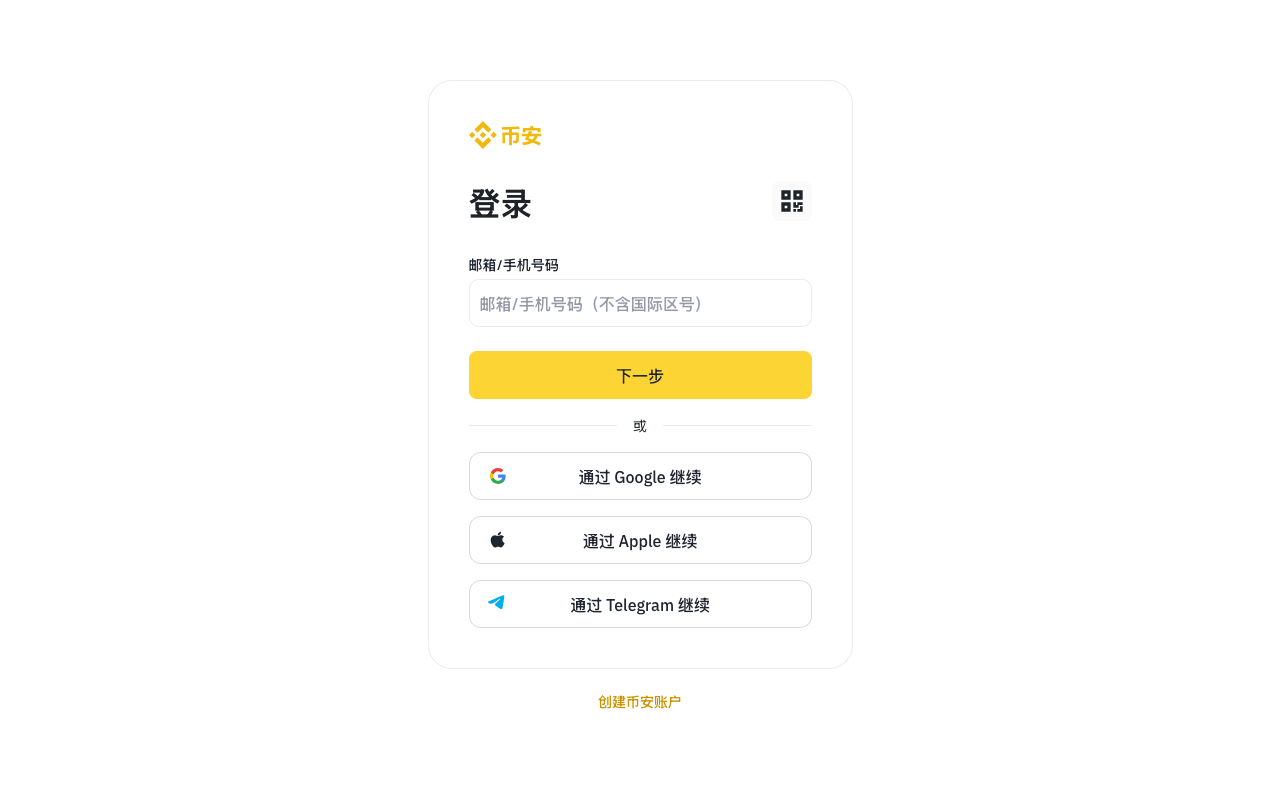 币安
登录
邮箱/手机号码
邮箱/手机号码（不含国际区号）
下一步
或
通过 Google 继续
通过 Apple 继续
通过 Telegram 继续
创建币安账户